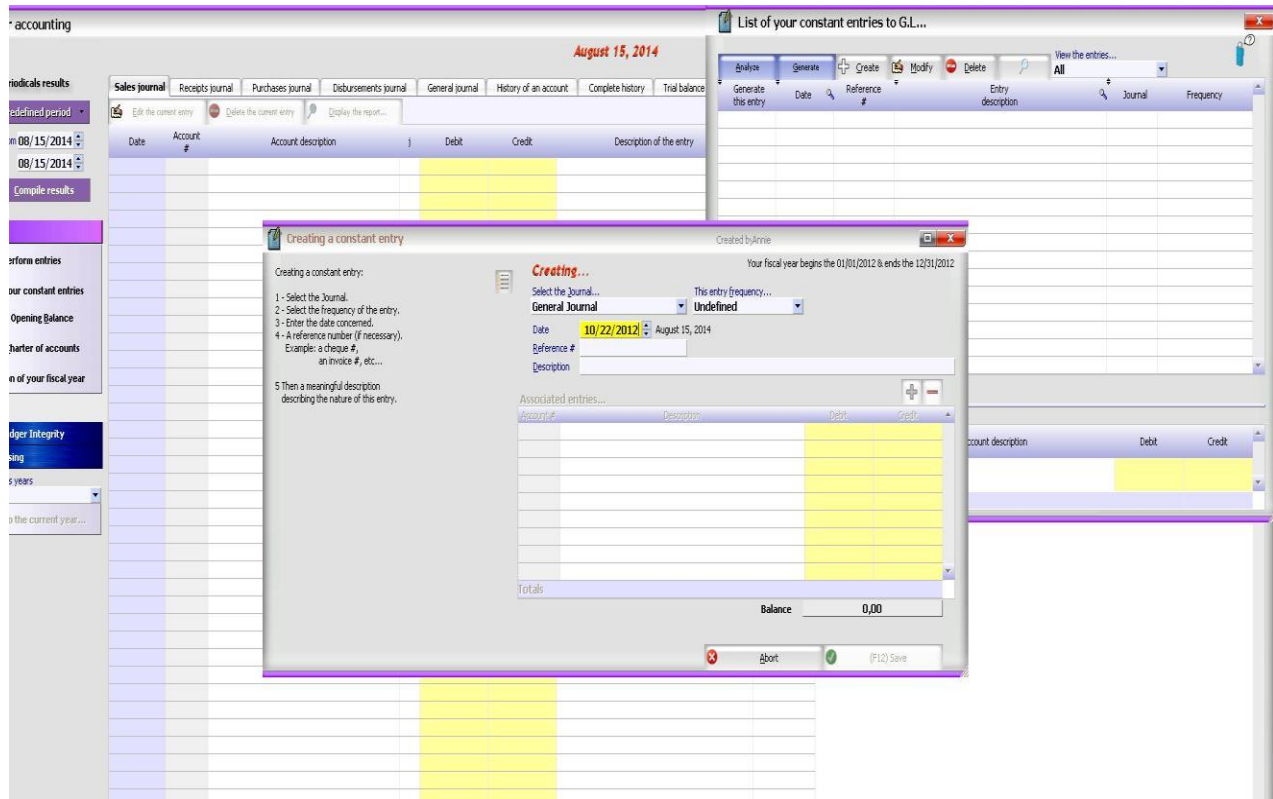 r accounting
August 15, 2014
riodicals results
redefined period
m 08/15/2014
08/15/2014
Compile results
erform entries
our constant entries
Opening Balance
harter of accounts
n of your fiscal year
dger Integrity
sing
s years
o the current year...
Sales journal Receipts journal Purchases journal Disbursements journal General journal History of an account Complete history Trial balance
Edit the current entry Delete the current entry Display the report...
Date Account # Account description j Debit Credit Description of the entry
List of your constant entries to G.L...
View the entries...
Analyze Generate Create Modify Delete All
Generate this entry Date Reference # Entry description Journal Frequency
ccount description Debit Credit
Creating a constant entry Created byAnnie
Your fiscal year begins the 01/01/2012 & ends the 12/31/2012
Creating a constant entry:
1 - Select the Journal.
2 - Select the frequency of the entry.
3 - Enter the date concerned.
4 - A reference number (if necessary).
Example: a cheque #,
an invoice #, etc...
5 Then a meaningful description
describing the nature of this entry.
Creating...
Select the Journal... This entry frequency...
General Journal Undefined
Date 10/22/2012 August 15, 2014
Reference #
Description
Associated entries...
Account # Description Debit Credit
Totals
Balance 0,00
Abort (F12) Save